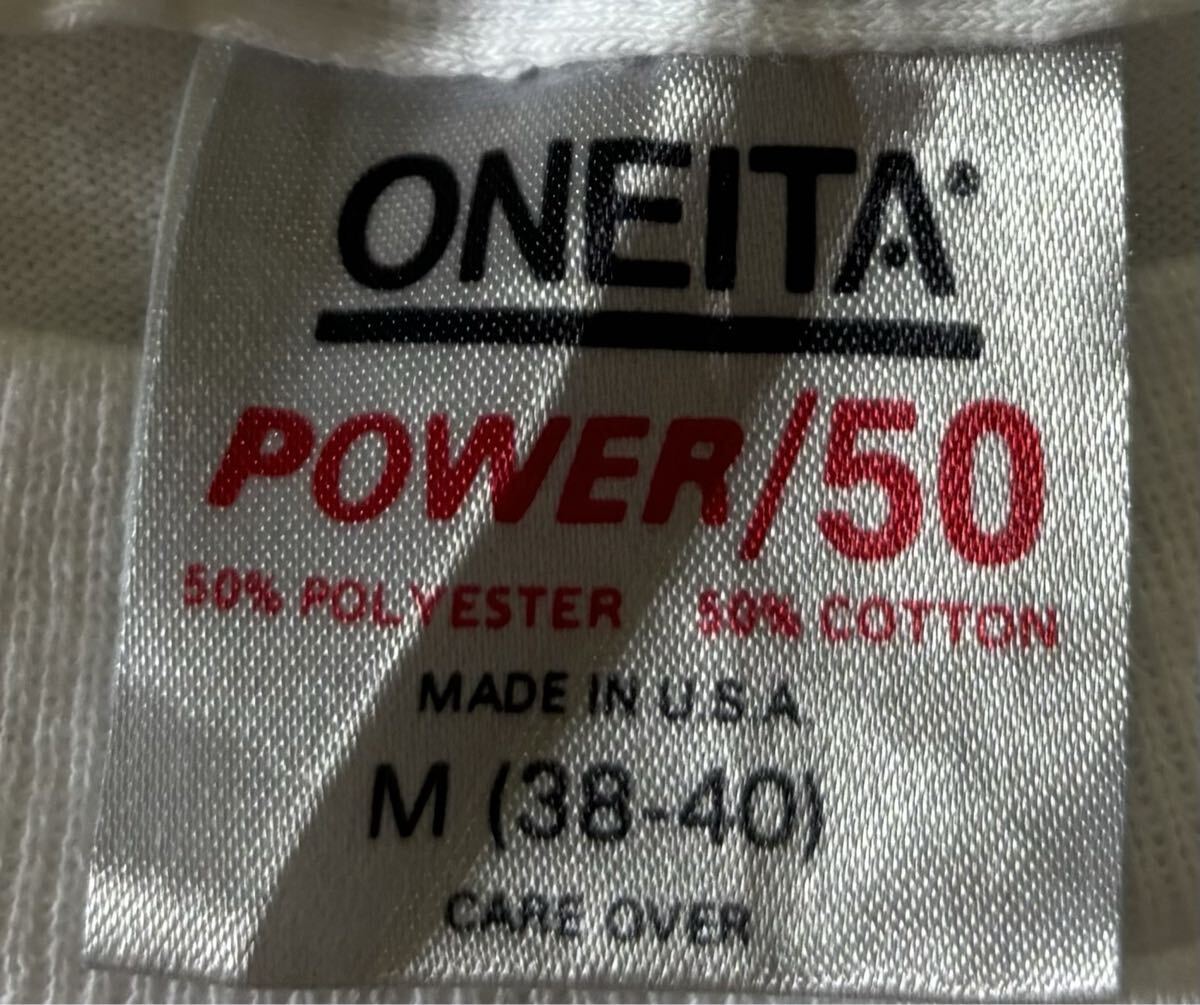 ONEITA®
POWER/50
50% POLYESTER 50% COTTON
MADE IN U.S.A
M (38-40)
CARE OVER